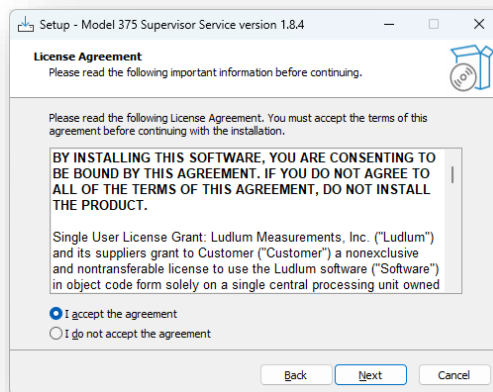 Setup - Model 375 Supervisor Service version 1.8.4
License Agreement
Please read the following important information before continuing.
Please read the following License Agreement. You must accept the terms of this
agreement before continuing with the installation.
BY INSTALLING THIS SOFTWARE, YOU ARE CONSENTING TO
BE BOUND BY THIS AGREEMENT. IF YOU DO NOT AGREE TO
ALL OF THE TERMS OF THIS AGREEMENT, DO NOT INSTALL
THE PRODUCT.
Single User License Grant: Ludlum Measurements, Inc. ("Ludlum")
and its suppliers grant to Customer ("Customer") a nonexclusive
and nontransferable license to use the Ludlum software ("Software")
in object code form solely on a single central processing unit owned
I accept the agreement
I do not accept the agreement
Back Next Cancel